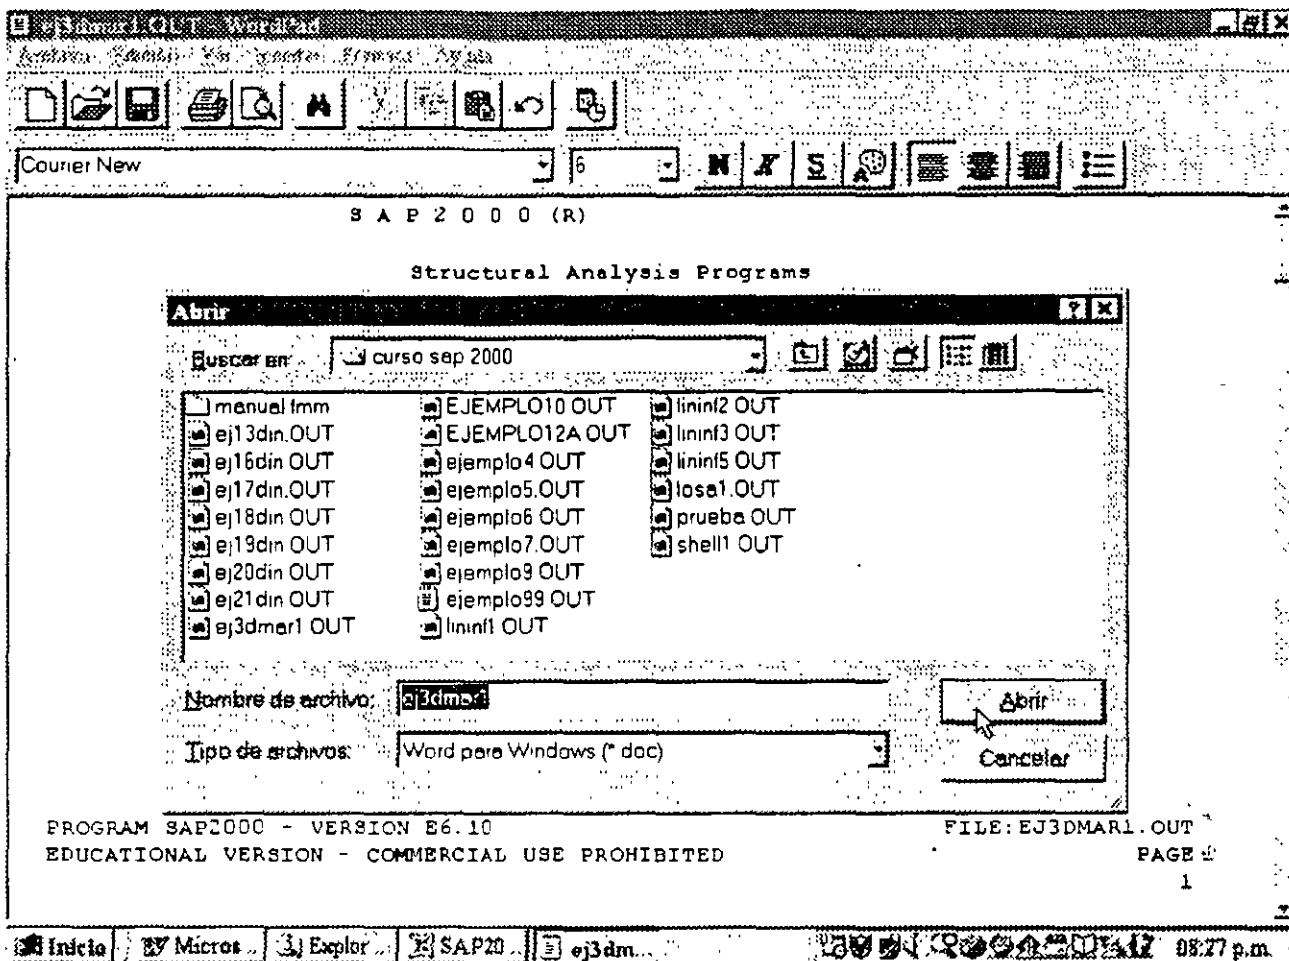 ej3dmar1.OUT - WordPad
Courier New 6 N X S
S A P 2 0 0 0 (R)
Structural Analysis Programs
Abrir
Buscar en: curso sap 2000
manual fmm
ej13din.OUT
ej16din OUT
ej17din.OUT
ej18din OUT
ej19din OUT
ej20din OUT
ej21din OUT
ej3dmar1 OUT
EJEMPLO10 OUT
EJEMPLO12A OUT
ejemplo4 OUT
ejemplo5.OUT
ejemplo6 OUT
ejemplo7.OUT
ejemplo9 OUT
ejemplo99 OUT
lininf1 OUT
lininf2 OUT
lininf3 OUT
lininf5 OUT
losa1.OUT
prueba OUT
shell1 OUT
Nombre de archivo: ej3dmar1
Abrir
Tipo de archivos: Word para Windows (* doc)
Cancelar
PROGRAM SAP2000 - VERSION E6.10 FILE:EJ3DMAR1.OUT
EDUCATIONAL VERSION - COMMERCIAL USE PROHIBITED PAGE
1
Inicio Micros.. Explor.. SAP20.. ej3dm... 08:27 p.m.